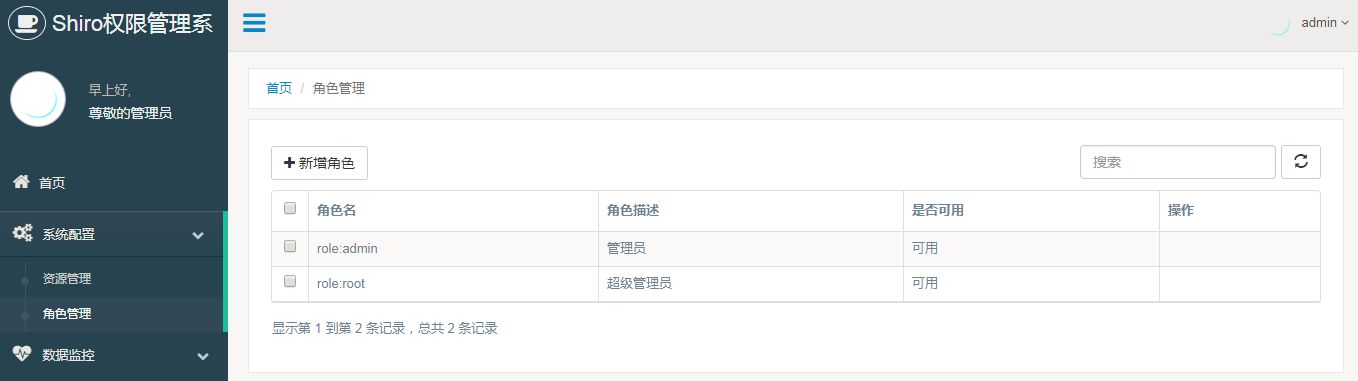 Shiro权限管理系
admin
早上好,
尊敬的管理员
首页
系统配置
资源管理
角色管理
数据监控
首页 / 角色管理
新增角色
搜索
角色名 角色描述 是否可用 操作
role:admin 管理员 可用
role:root 超级管理员 可用
显示第 1 到第 2 条记录，总共 2 条记录